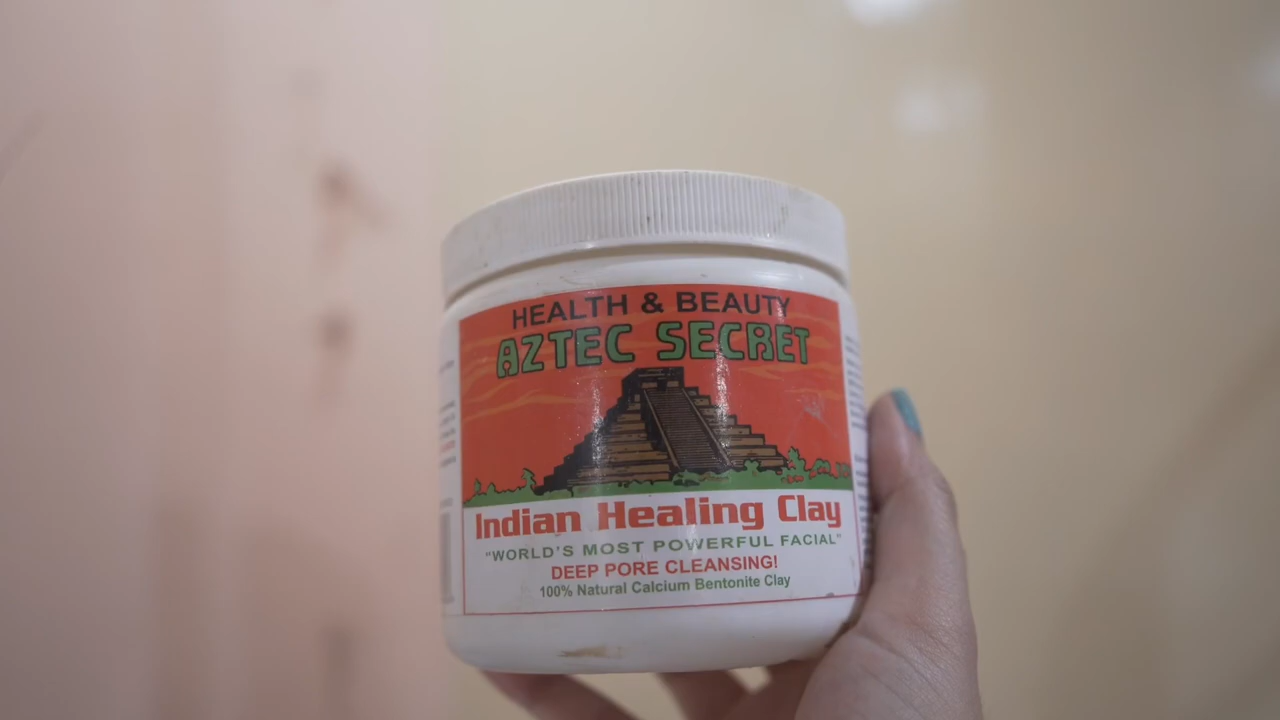 HEALTH & BEAUTY
AZTEC SECRET
Indian Healing Clay
"WORLD'S MOST POWERFUL FACIAL"
DEEP PORE CLEANSING!
100% Natural Calcium Bentonite Clay